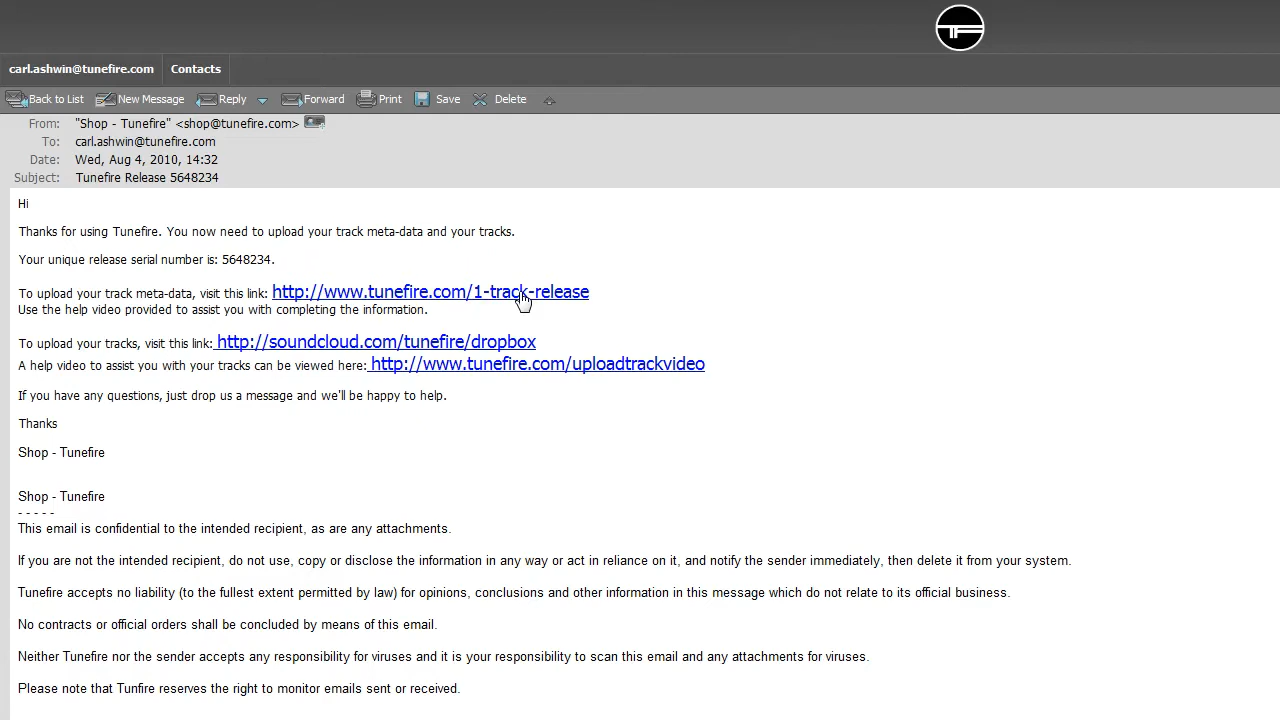 TF
carl.ashwin@tunefire.com Contacts
Back to List New Message Reply Forward Print Save Delete
From: "Shop - Tunefire" <shop@tunefire.com>
To: carl.ashwin@tunefire.com
Date: Wed, Aug 4, 2010, 14:32
Subject: Tunefire Release 5648234
Hi
Thanks for using Tunefire. You now need to upload your track meta-data and your tracks.
Your unique release serial number is: 5648234.
To upload your track meta-data, visit this link: http://www.tunefire.com/1-track-release
Use the help video provided to assist you with completing the information.
To upload your tracks, visit this link: http://soundcloud.com/tunefire/dropbox
A help video to assist you with your tracks can be viewed here: http://www.tunefire.com/uploadtrackvideo
If you have any questions, just drop us a message and we'll be happy to help.
Thanks
Shop - Tunefire
Shop - Tunefire
- - - - -
This email is confidential to the intended recipient, as are any attachments.
If you are not the intended recipient, do not use, copy or disclose the information in any way or act in reliance on it, and notify the sender immediately, then delete it from your system.
Tunefire accepts no liability (to the fullest extent permitted by law) for opinions, conclusions and other information in this message which do not relate to its official business.
No contracts or official orders shall be concluded by means of this email.
Neither Tunefire nor the sender accepts any responsibility for viruses and it is your responsibility to scan this email and any attachments for viruses.
Please note that Tunfire reserves the right to monitor emails sent or received.